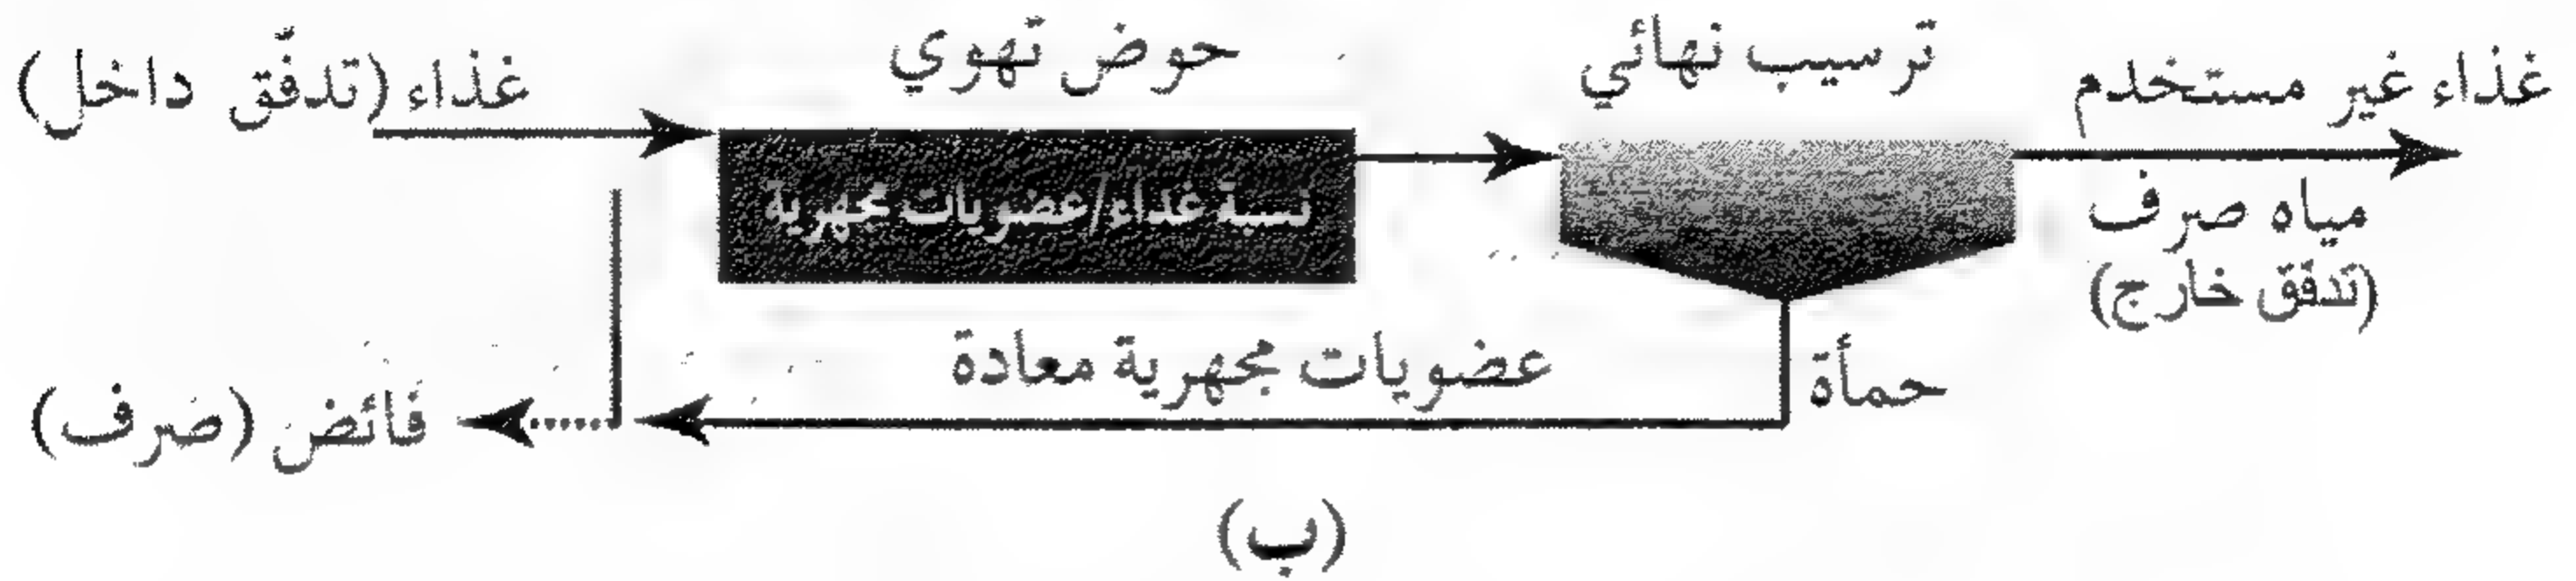 غذاء (تدفّق داخل)
حوض تهوي
ترسيب نهائي
غذاء غير مستخدم
نسبة غذاء/عضويات مجهرية
مياه صرف
(تدفّق خارج)
عضويات مجهرية معادة
حمأة
فائض (صرف)
(ب)